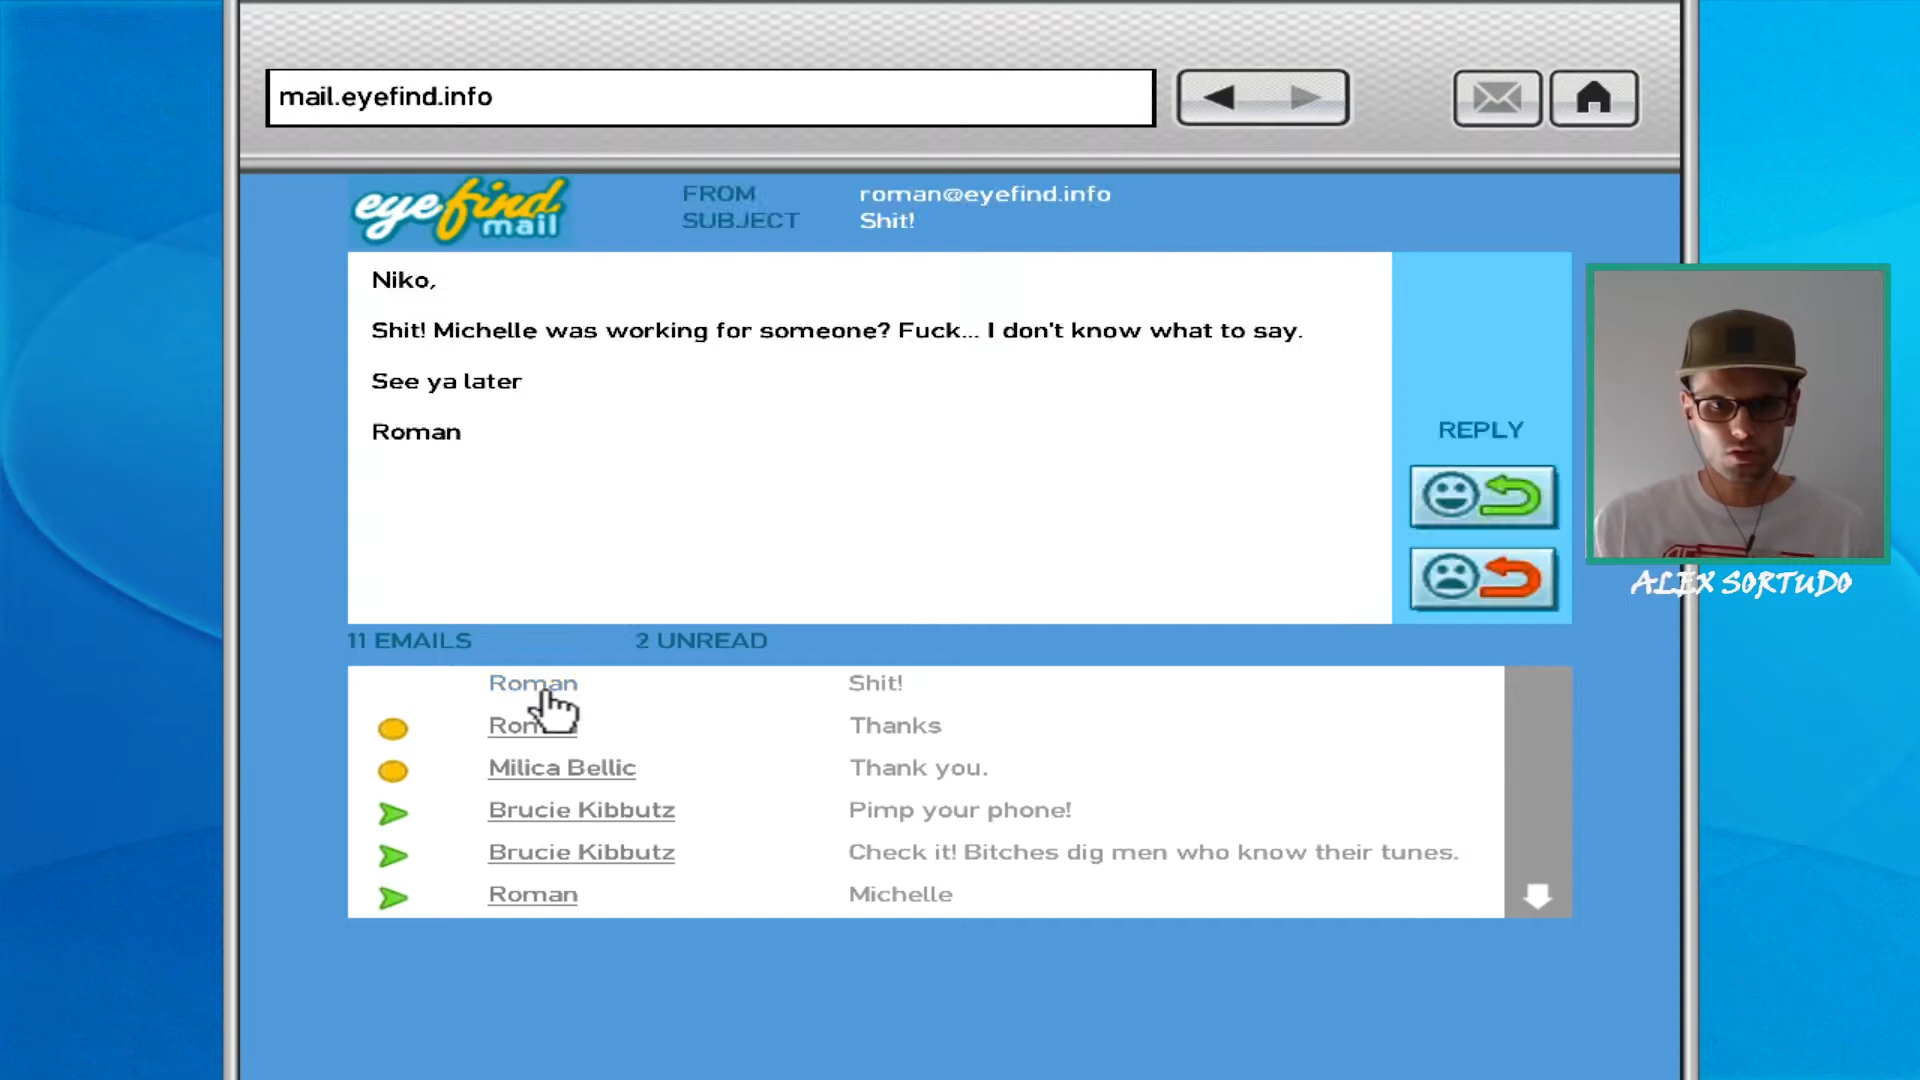 mail.eyefind.info
eyefind mail
FROM roman@eyefind.info
SUBJECT Shit!
Niko,
Shit! Michelle was working for someone? Fuck... I don't know what to say.
See ya later
Roman
REPLY
ALEX SORTUDO
11 EMAILS 2 UNREAD
Roman Shit!
Thanks
Milica Bellic Thank you.
Brucie Kibbutz Pimp your phone!
Brucie Kibbutz Check it! Bitches dig men who know their tunes.
Roman Michelle